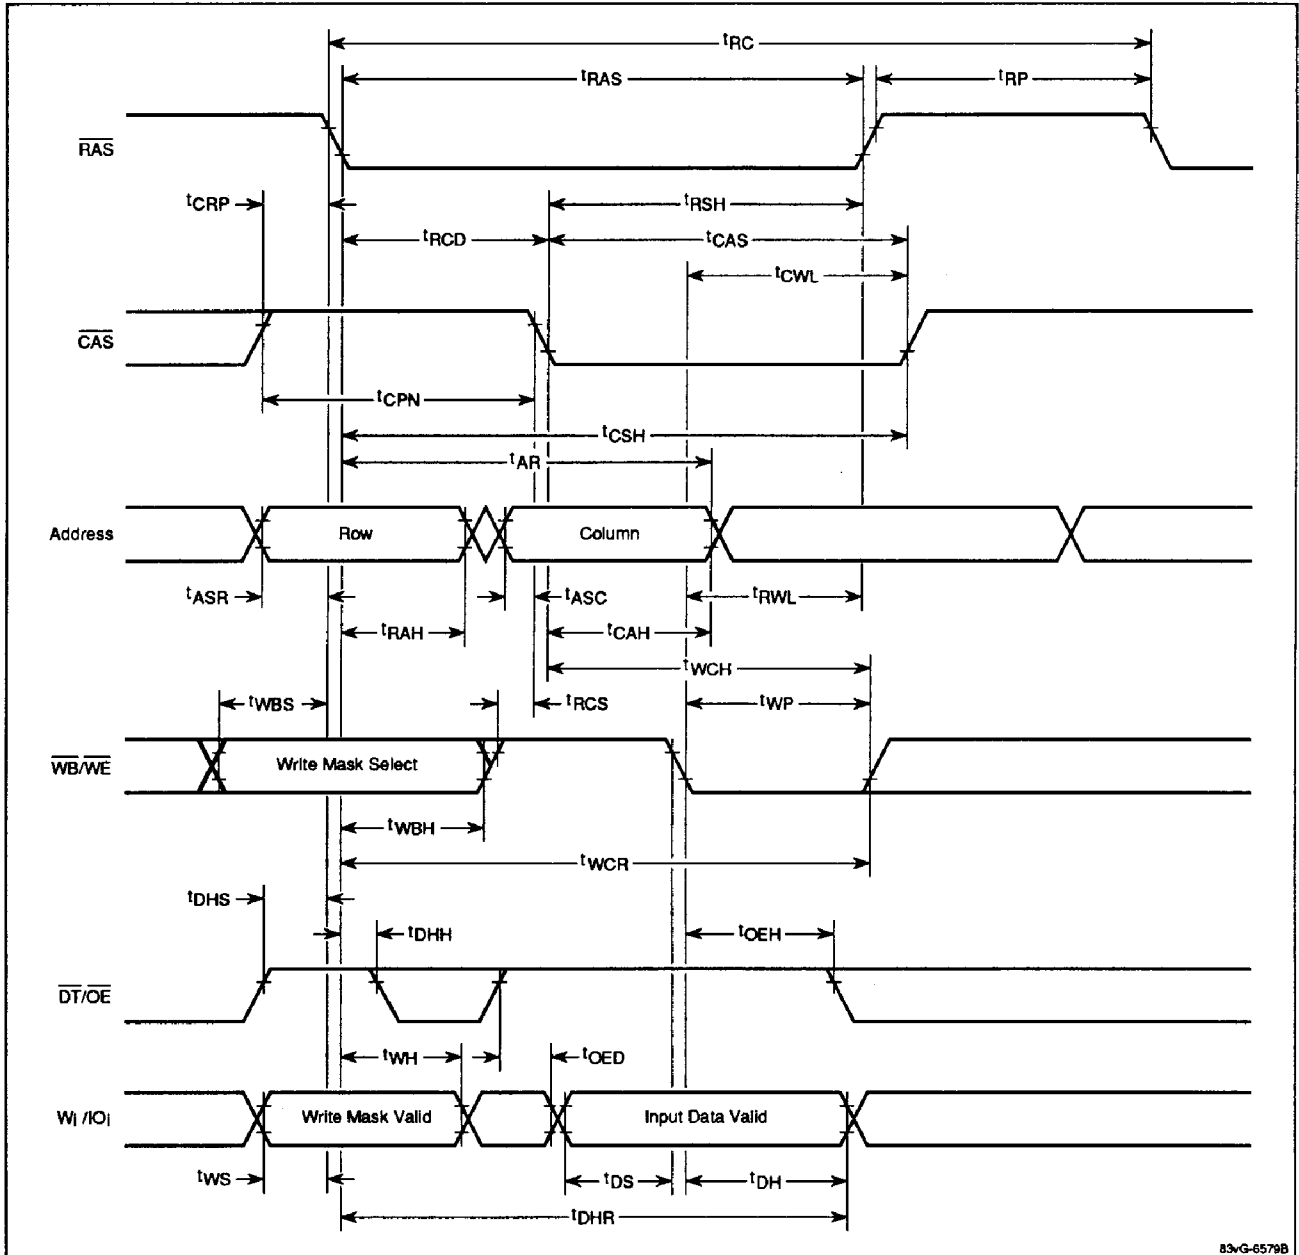 tRC
tRAS
tRP
RAS
tCRP
tRSH
tRCD
tCAS
tCWL
CAS
tCPN
tCSH
tAR
Address
Row
Column
tASR
tASC
tRWL
tRAH
tCAH
tWCH
tWBS
tRCS
tWP
WB/WE
Write Mask Select
tWBH
tWCR
tDHS
tDHH
tOEH
DT/OE
tWH
tOED
Wi /IOi
Write Mask Valid
Input Data Valid
tWS
tDS
tDH
tDHR
83vG-6579B